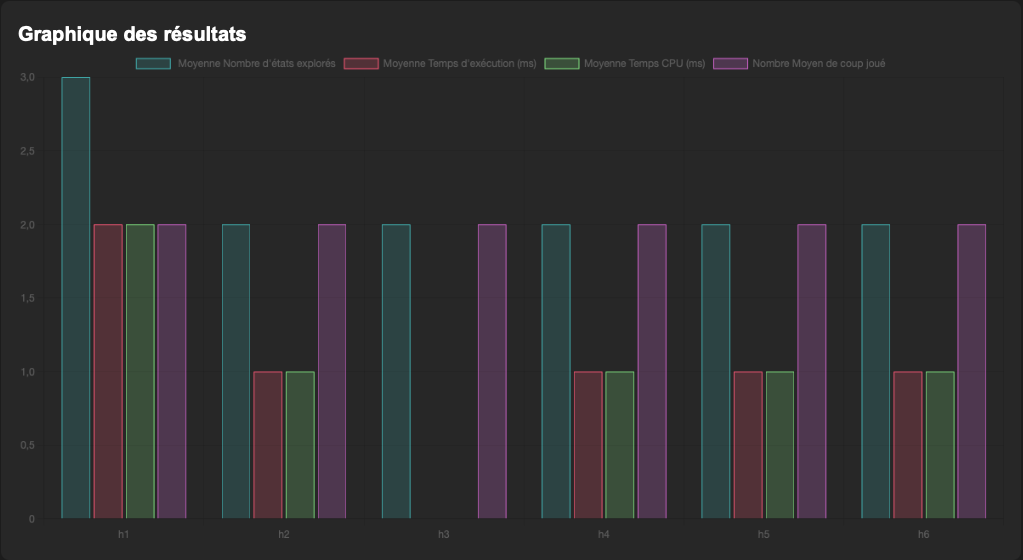 Graphique des résultats
Moyenne Nombre d'états explorés Moyenne Temps d'exécution (ms) Moyenne Temps CPU (ms) Nombre Moyen de coup joué
3,0
2,5
2,0
1,5
1,0
0,5
0
h1 h2 h3 h4 h5 h6